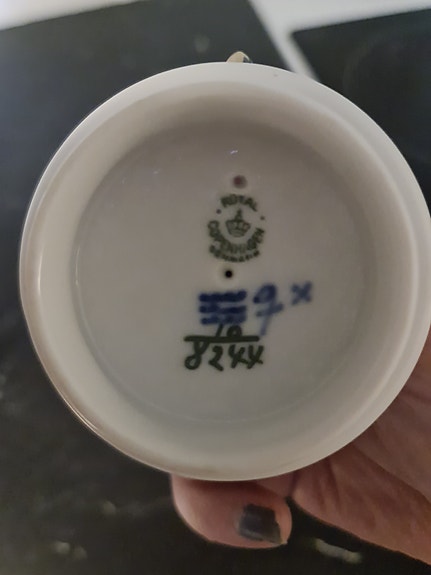 ROYAL
COPENHAGEN
DENMARK
9 x
10
8244